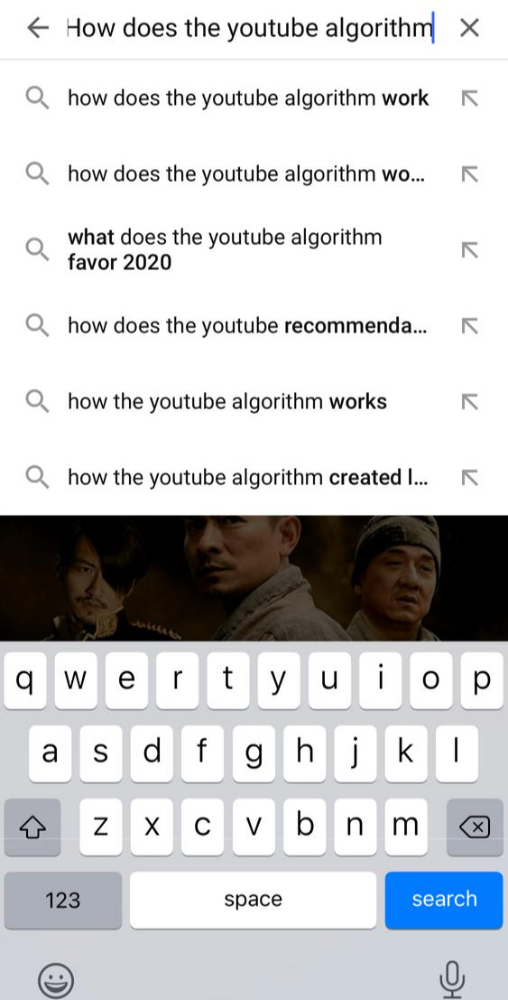 How does the youtube algorithm
how does the youtube algorithm work
how does the youtube algorithm wo...
what does the youtube algorithm
favor 2020
how does the youtube recommenda...
how the youtube algorithm works
how the youtube algorithm created l...
q w e r t y u i o p
a s d f g h j k l
z x c v b n m
123 space search